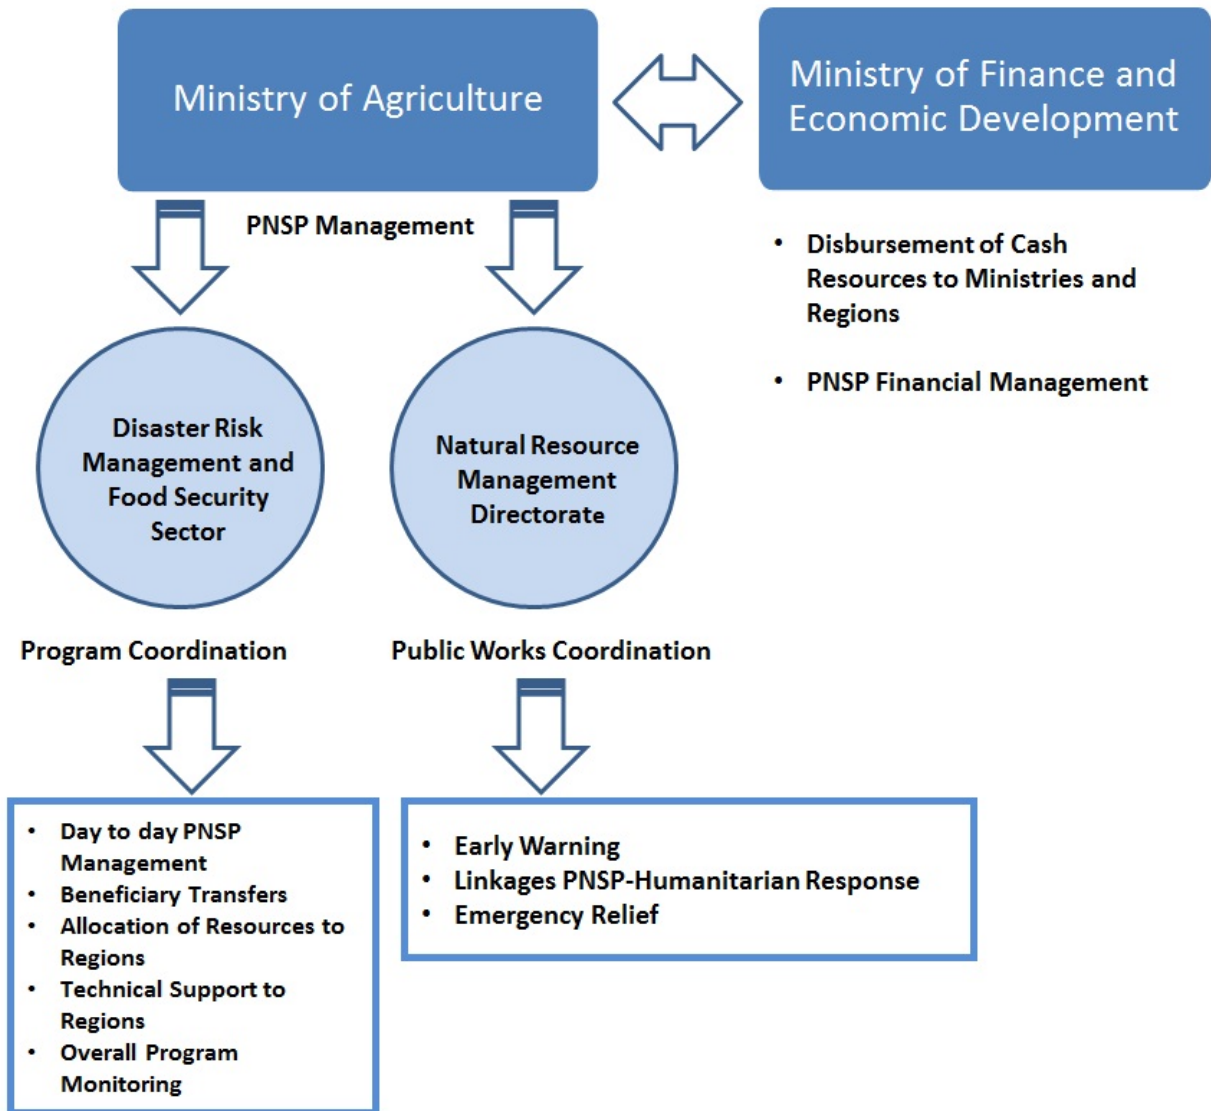 Ministry of Agriculture
Ministry of Finance and
Economic Development
PNSP Management
• Disbursement of Cash
Resources to Ministries and
Regions
• PNSP Financial Management
Disaster Risk
Management and
Food Security
Sector
Natural Resource
Management
Directorate
Program Coordination
Public Works Coordination
• Day to day PNSP
Management
• Beneficiary Transfers
• Allocation of Resources to
Regions
• Technical Support to
Regions
• Overall Program
Monitoring
• Early Warning
• Linkages PNSP-Humanitarian Response
• Emergency Relief